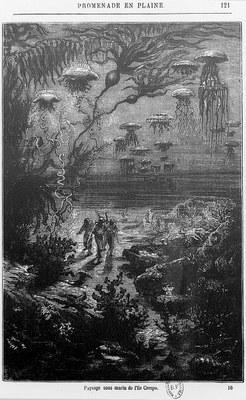 PROMENADE EN PLAINE 121
Paysage sous marin de l'île Crespo. 16